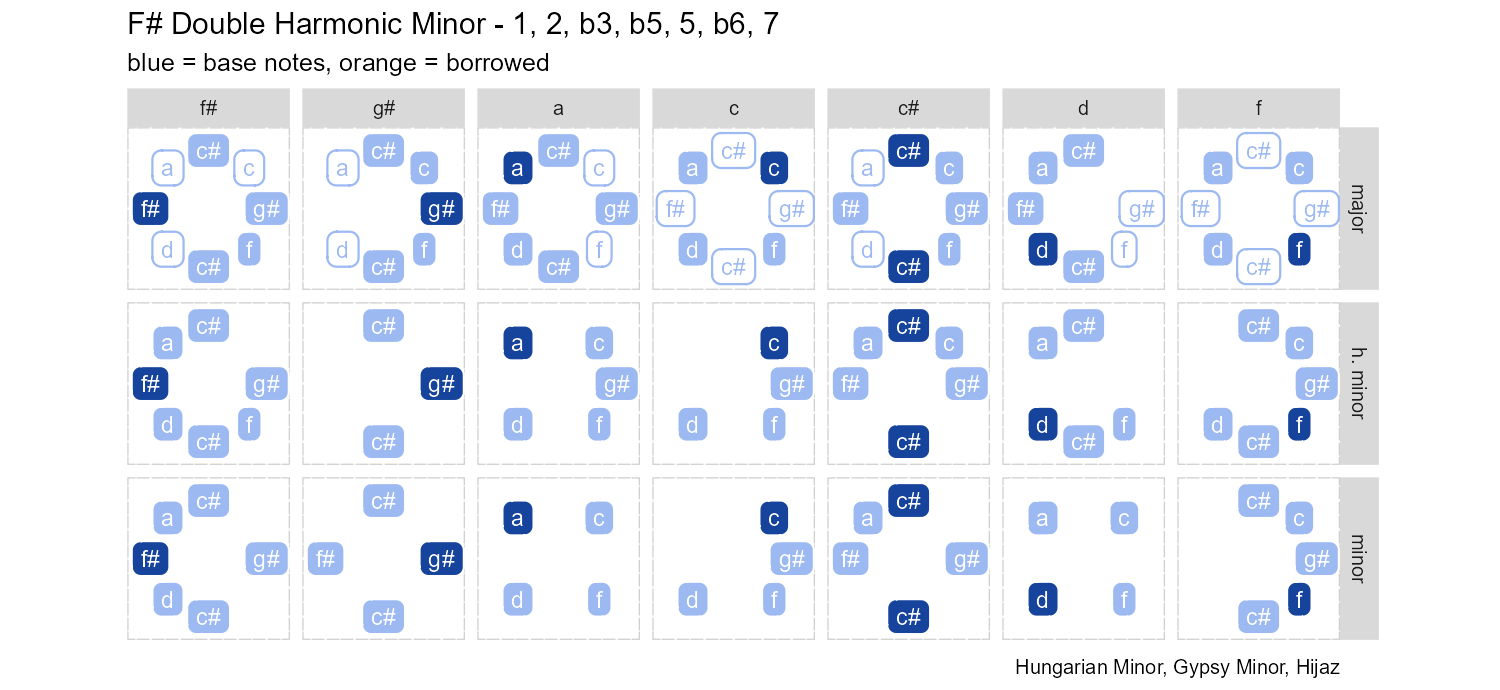 F# Double Harmonic Minor - 1, 2, b3, b5, 5, b6, 7
blue = base notes, orange = borrowed
f# g# a c c# d f
c# c# c# c# c# c# c#
a c a c a c a c a c a c
f# g# g# f# g# f# g# f# g# f# g# f# g#
major
d f d f d f d f d f d f d f
c# c# c# c# c# c# c#
c# c# c# c# c#
a c a c c a c a c
f# g# g# g# g# f# g# g#
h. minor
d f d f d f d f d f
c# c# c# c# c#
c# c# c# c#
a a c c a a c c
f# g# f# g# g# f# g# g#
minor
d d f d f d f f
c# c# c# c#
Hungarian Minor, Gypsy Minor, Hijaz